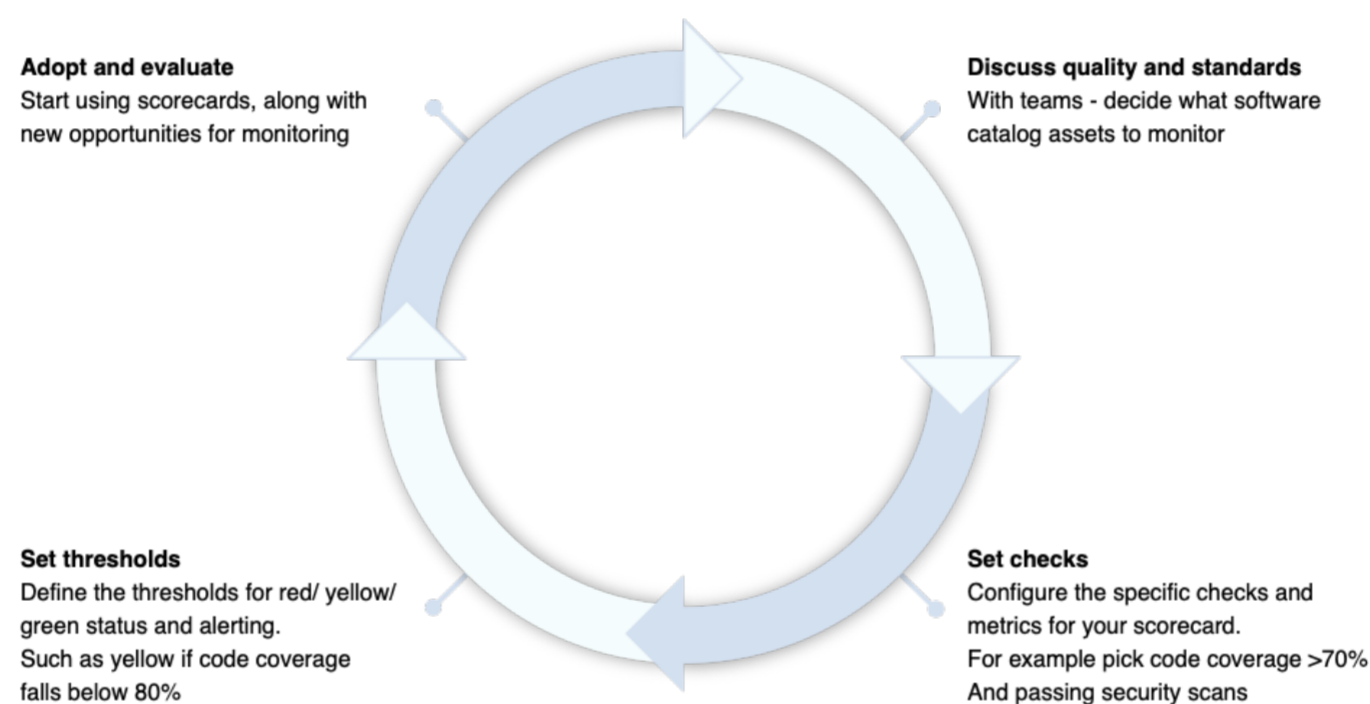 Adopt and evaluate
Start using scorecards, along with
new opportunities for monitoring
Discuss quality and standards
With teams - decide what software
catalog assets to monitor
Set thresholds
Define the thresholds for red/ yellow/
green status and alerting.
Such as yellow if code coverage
falls below 80%
Set checks
Configure the specific checks and
metrics for your scorecard.
For example pick code coverage >70%
And passing security scans